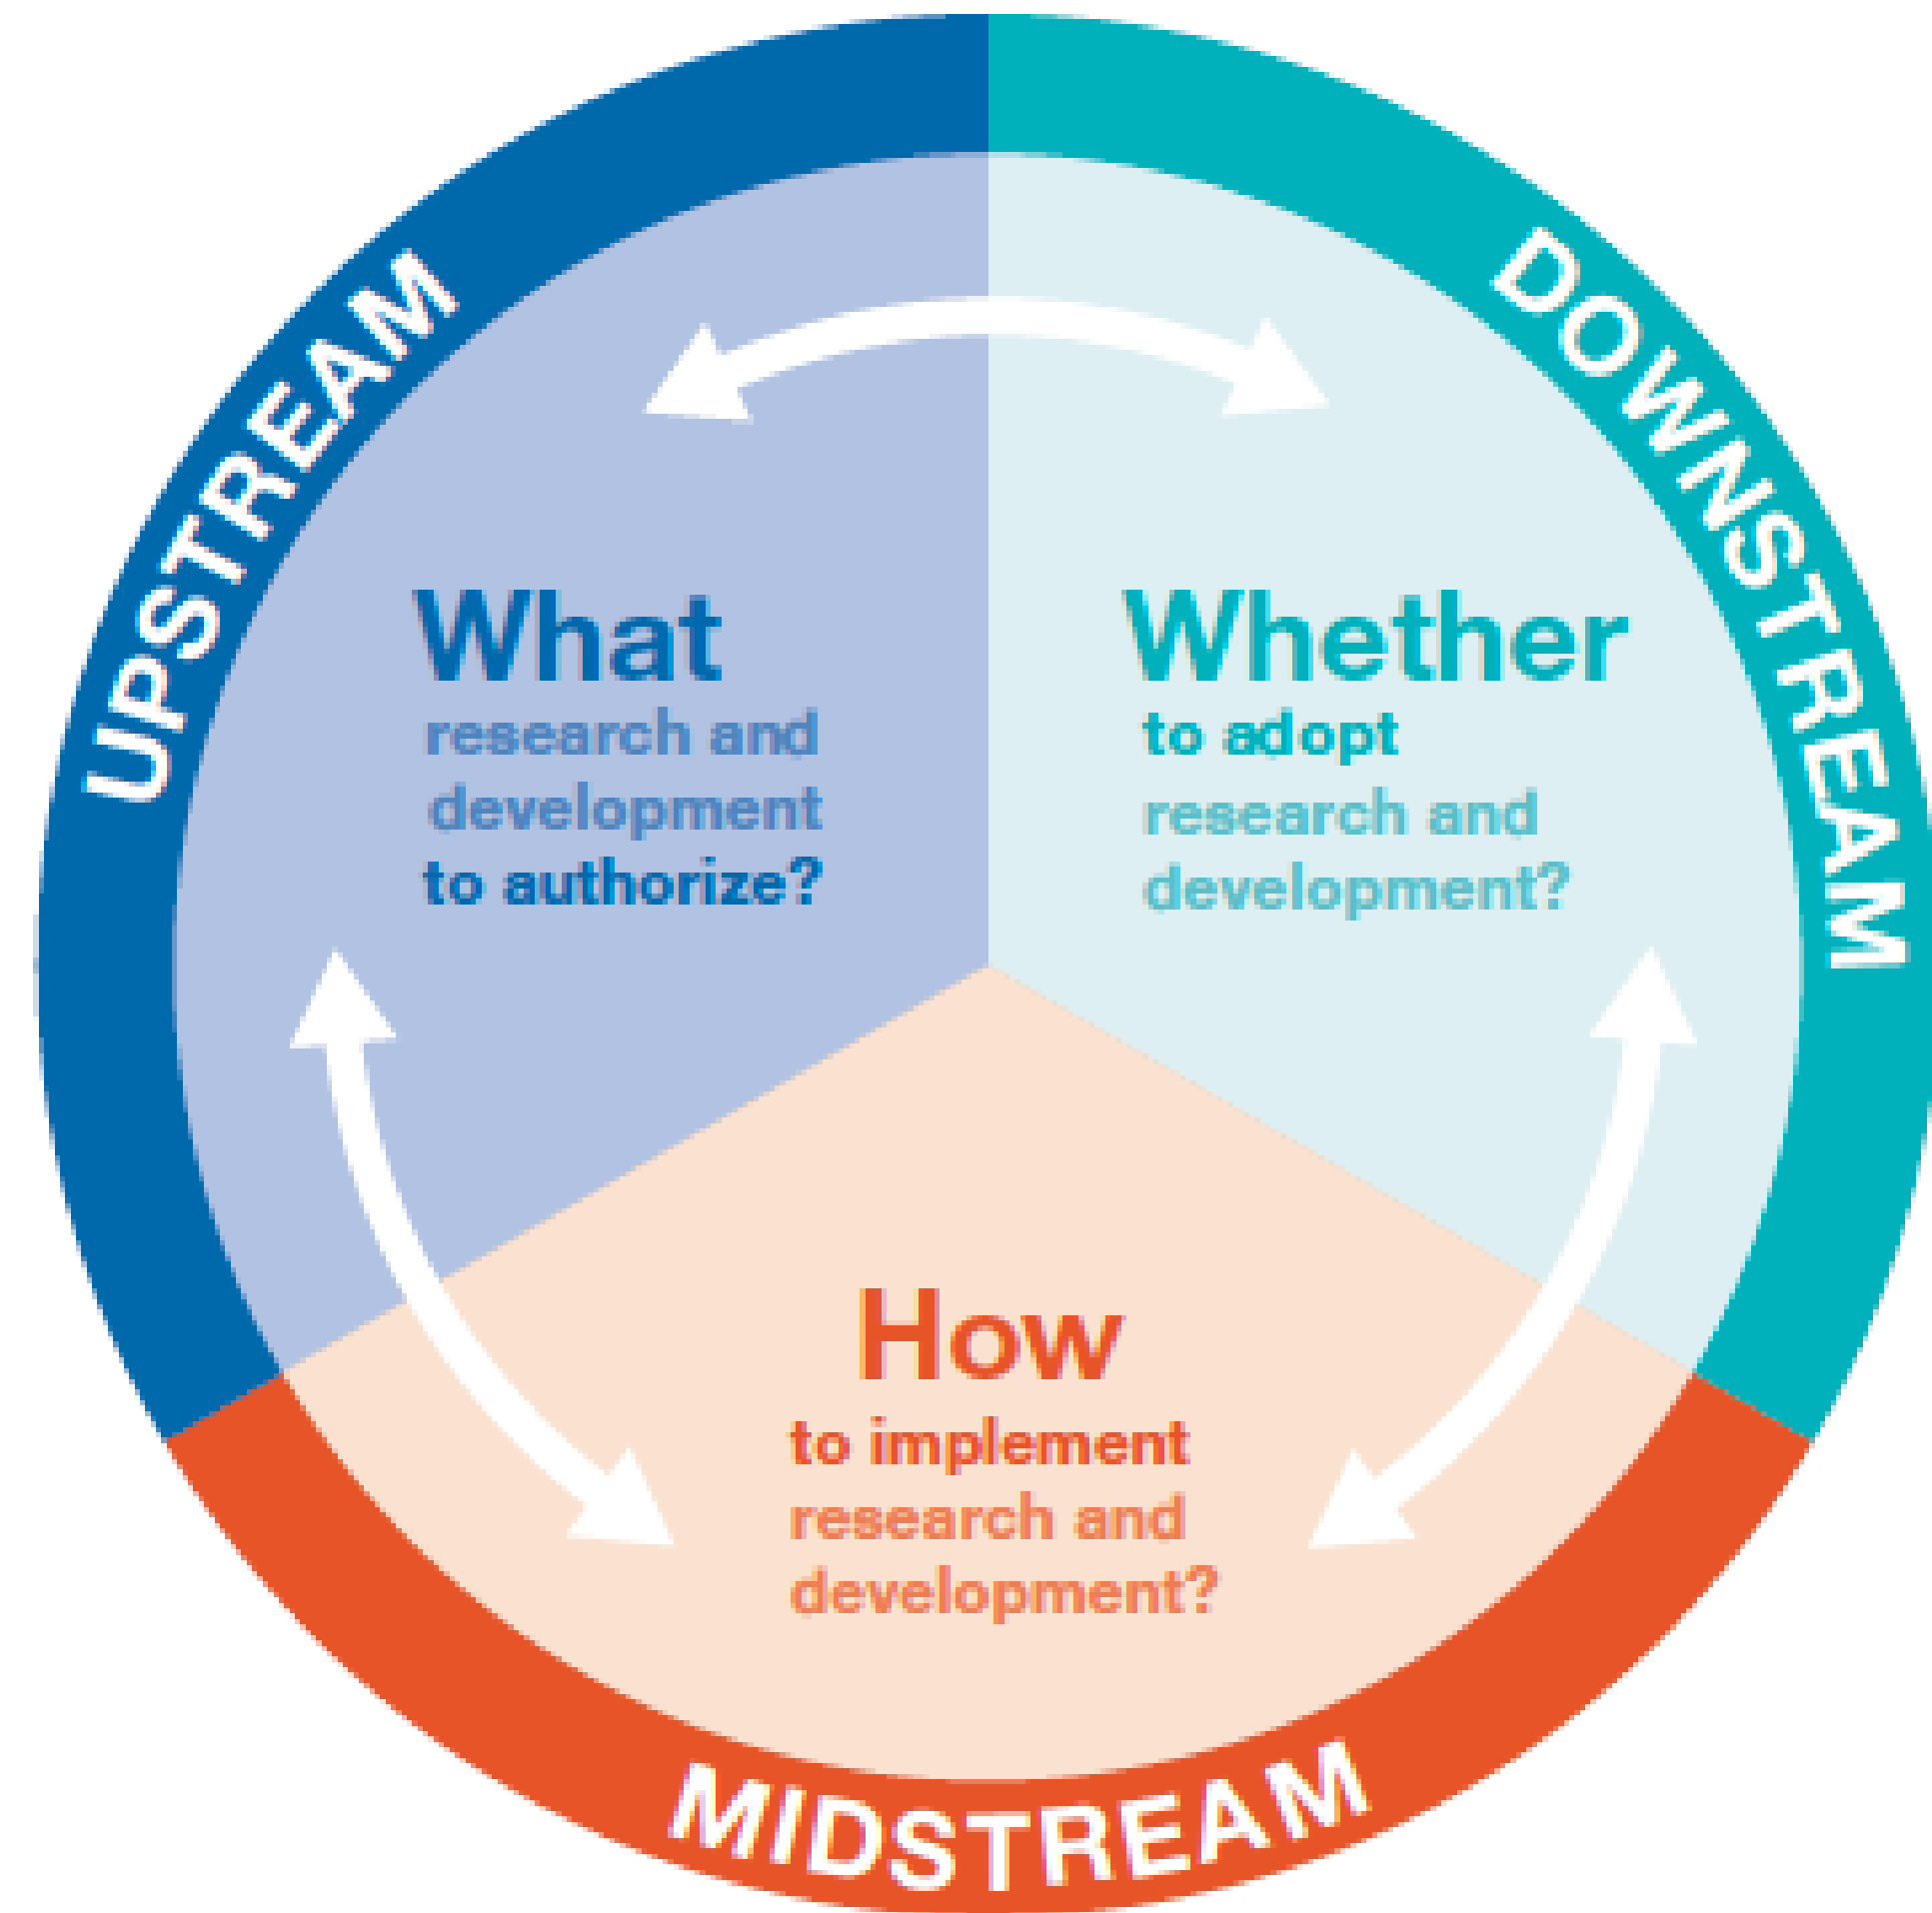 UPSTREAM
What
research and
development
to authorize?
DOWNSTREAM
Whether
to adopt
research and
development?
How
to implement
research and
development?
MIDSTREAM